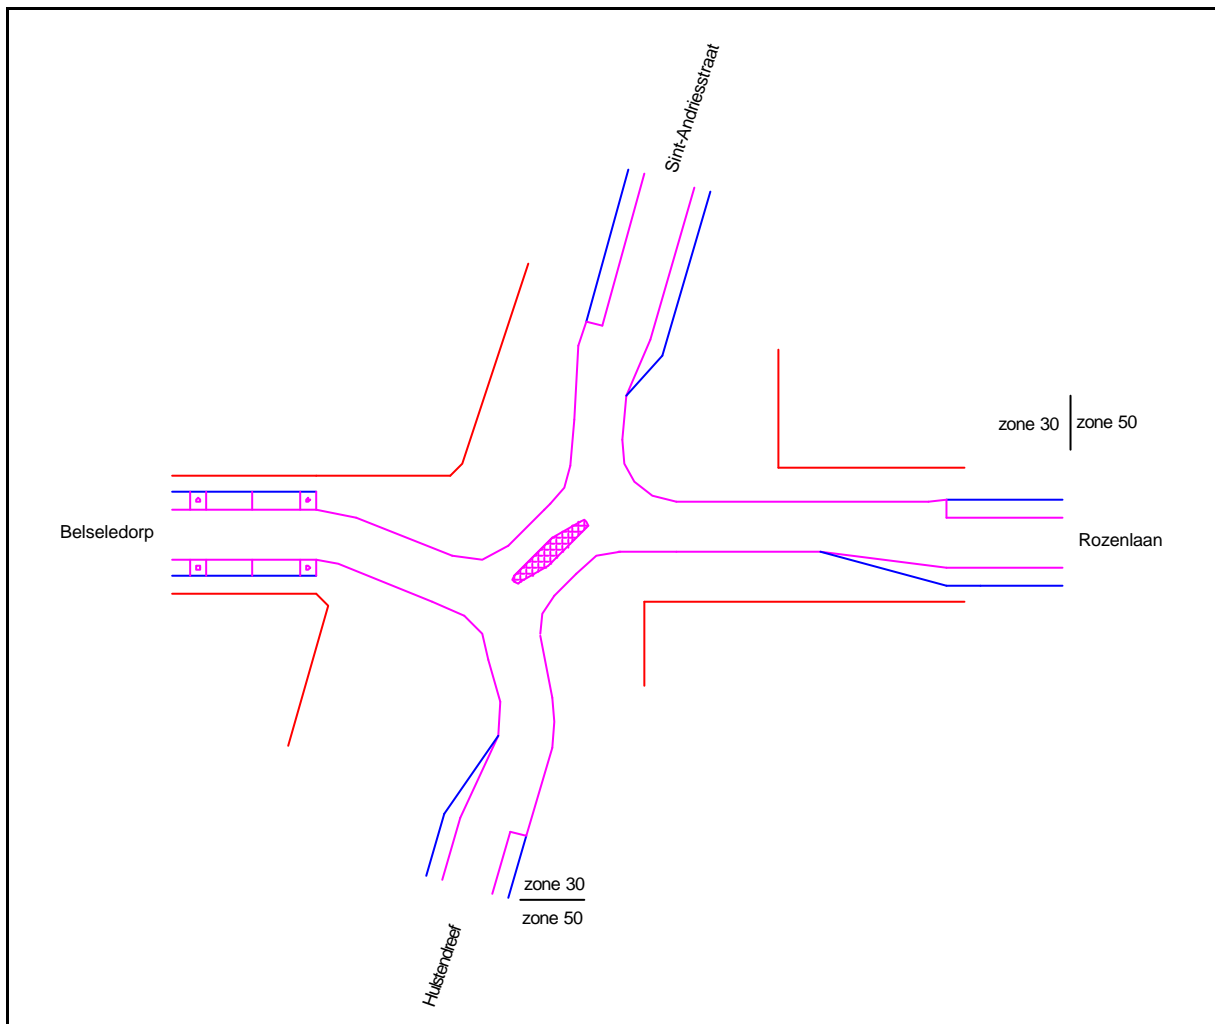 Sint-Andriesstraat
zone 30 zone 50
Belseledorp
Rozenlaan
zone 30
zone 50
Hulstendreef